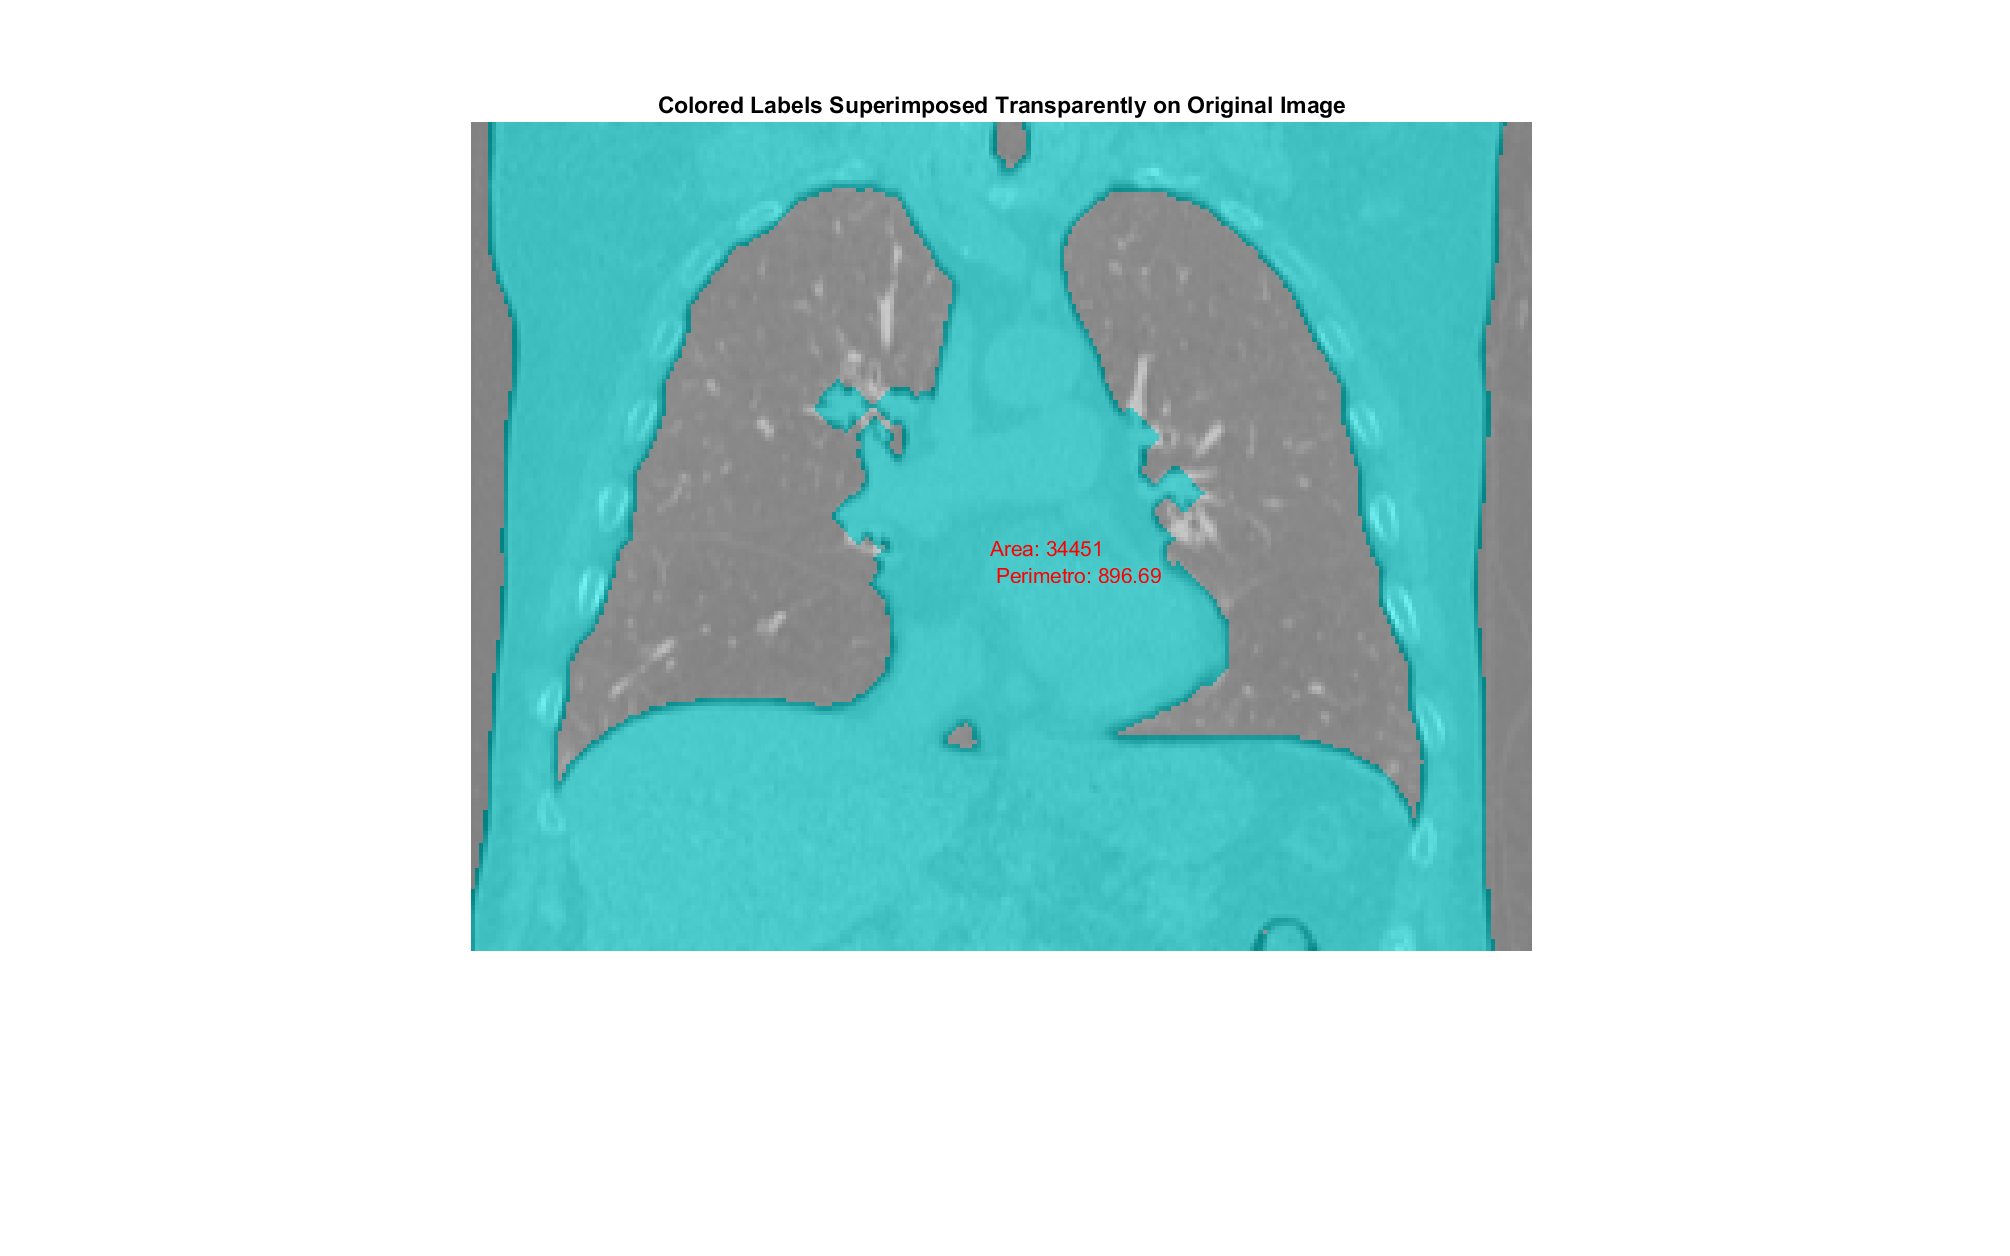 Colored Labels Superimposed Transparently on Original Image
Area: 34451
Perimetro: 896.69